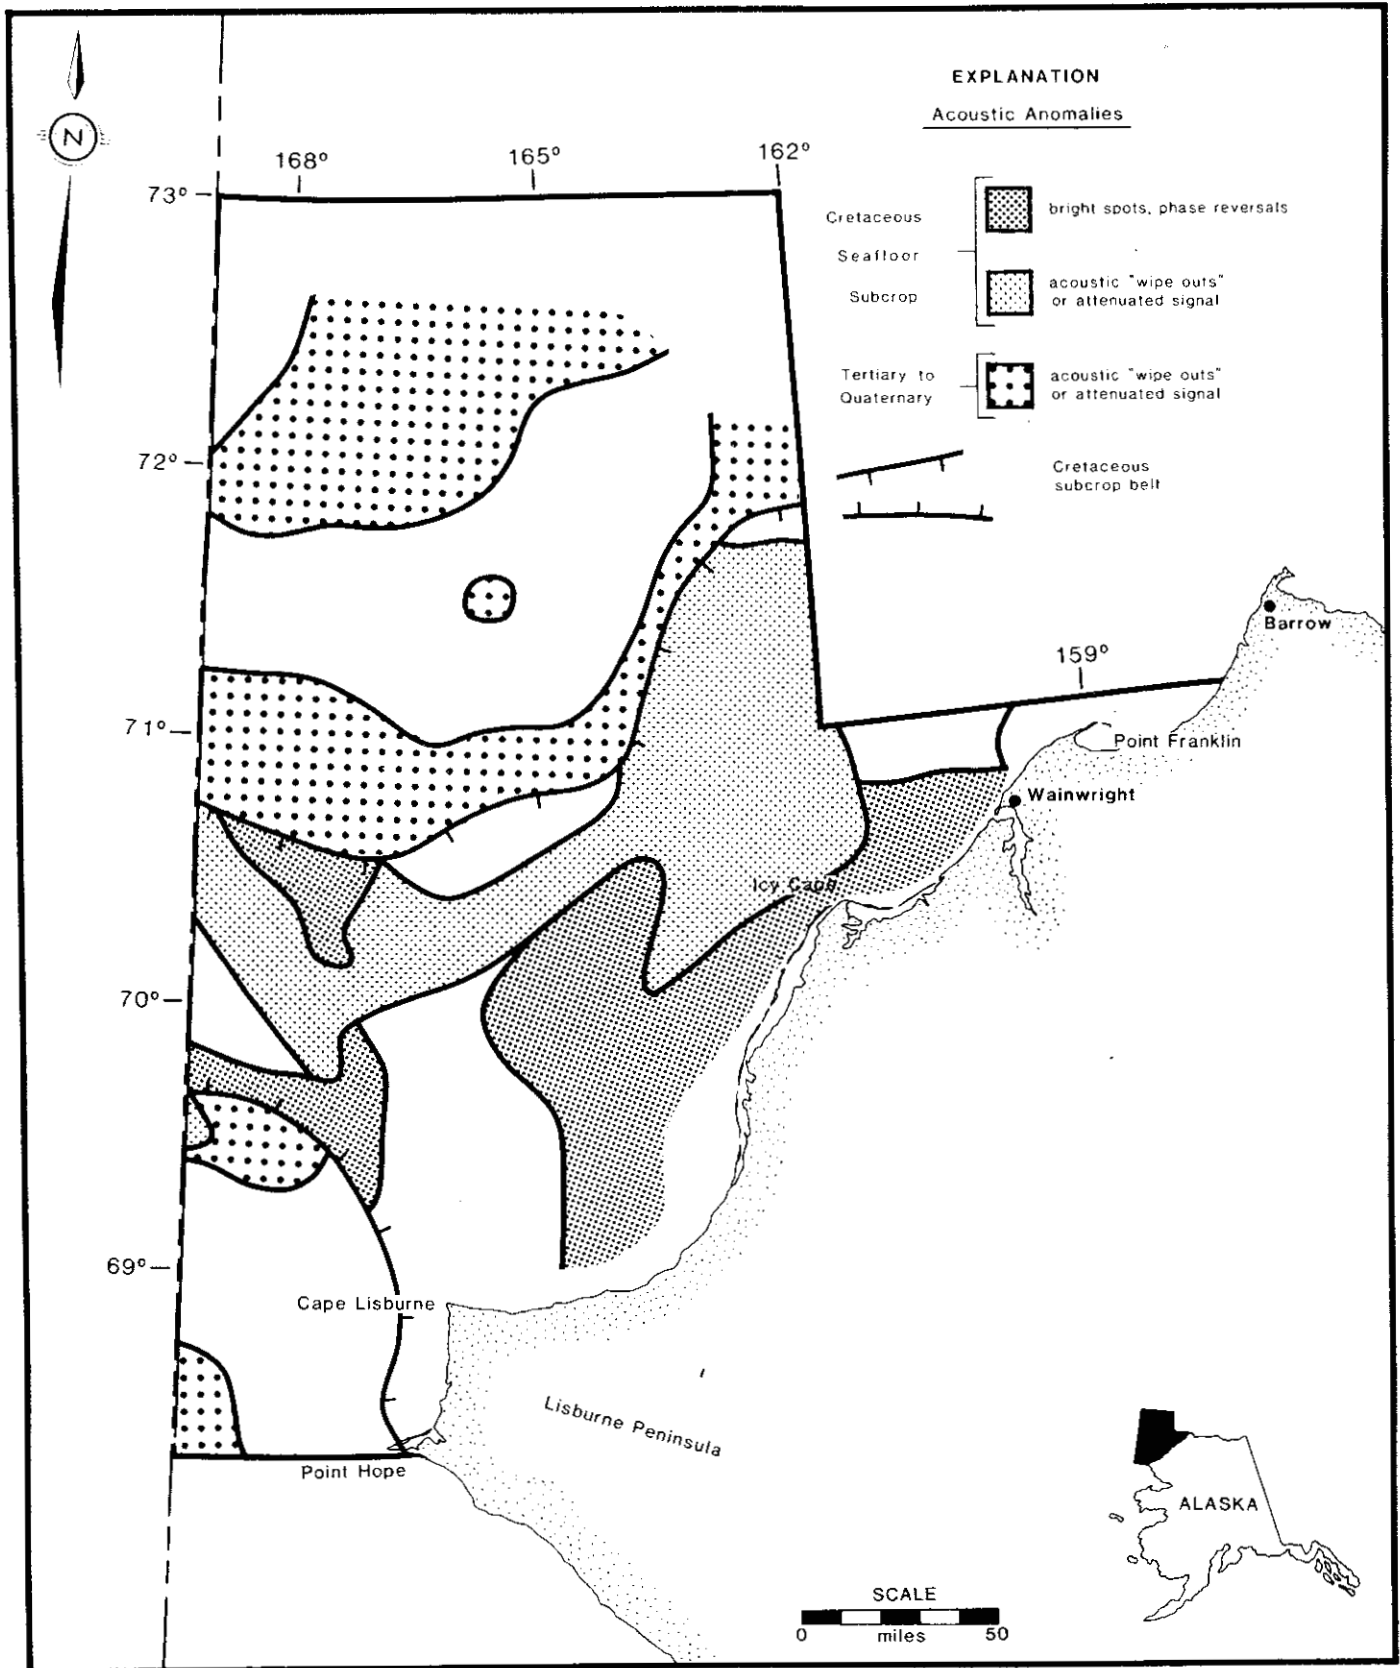 EXPLANATION
Acoustic Anomalies
N
168°
165°
162°
73°
Cretaceous
Seafloor
Subcrop
bright spots, phase reversals
acoustic "wipe outs"
or attenuated signal
Tertiary to
Quaternary
acoustic "wipe outs"
or attenuated signal
72°
Cretaceous
subcrop belt
Barrow
159°
71°
Point Franklin
Wainwright
Icy Cape
70°
69°
Cape Lisburne
Lisburne Peninsula
Point Hope
ALASKA
SCALE
0 miles 50